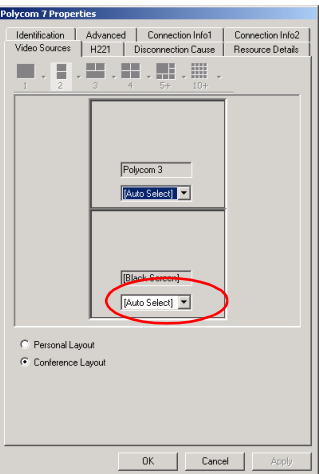 Polycom 7 Properties
Identification Advanced Connection Info1 Connection Info2
Video Sources H221 Disconnection Cause Resource Details
1 2 3 4 5+ 10+
Polycom 3
[Auto Select]
[Black Screen]
[Auto Select]
Personal Layout
Conference Layout
OK Cancel Apply